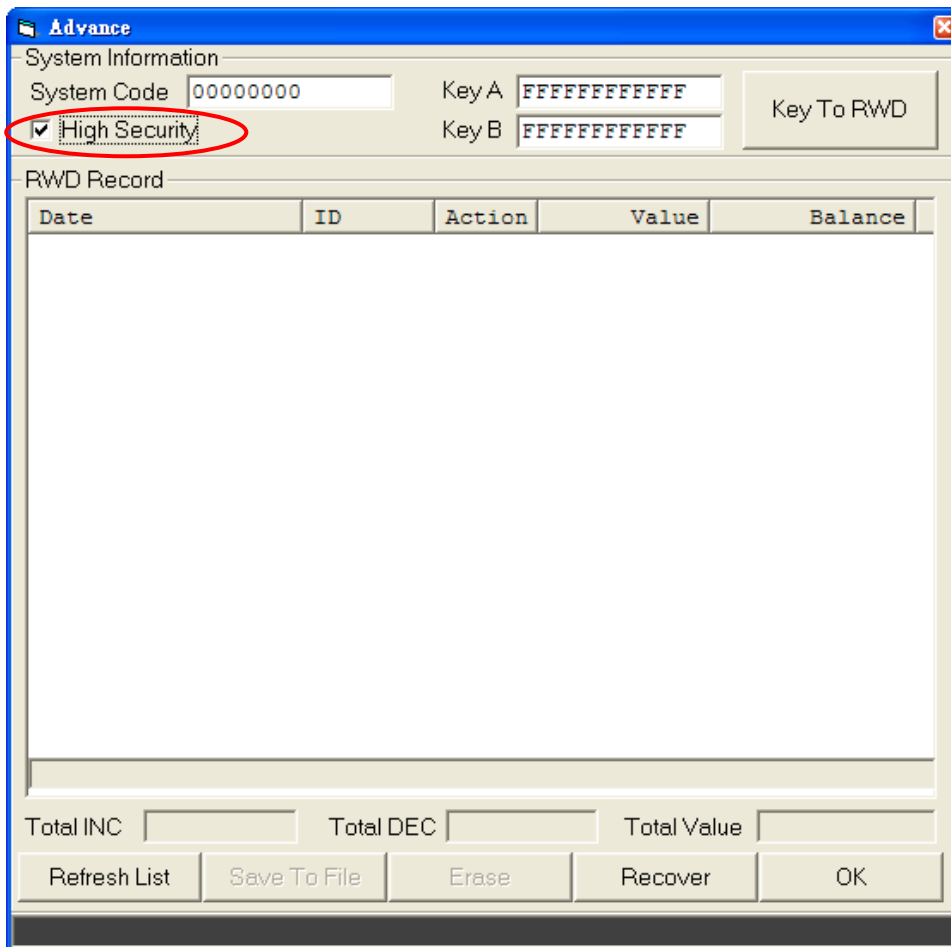 Advance
System Information
System Code 00000000 Key A FFFFFFFFFFFF Key To RWD
High Security Key B FFFFFFFFFFFF
RWD Record
Date ID Action Value Balance
Total INC Total DEC Total Value
Refresh List Save To File Erase Recover OK